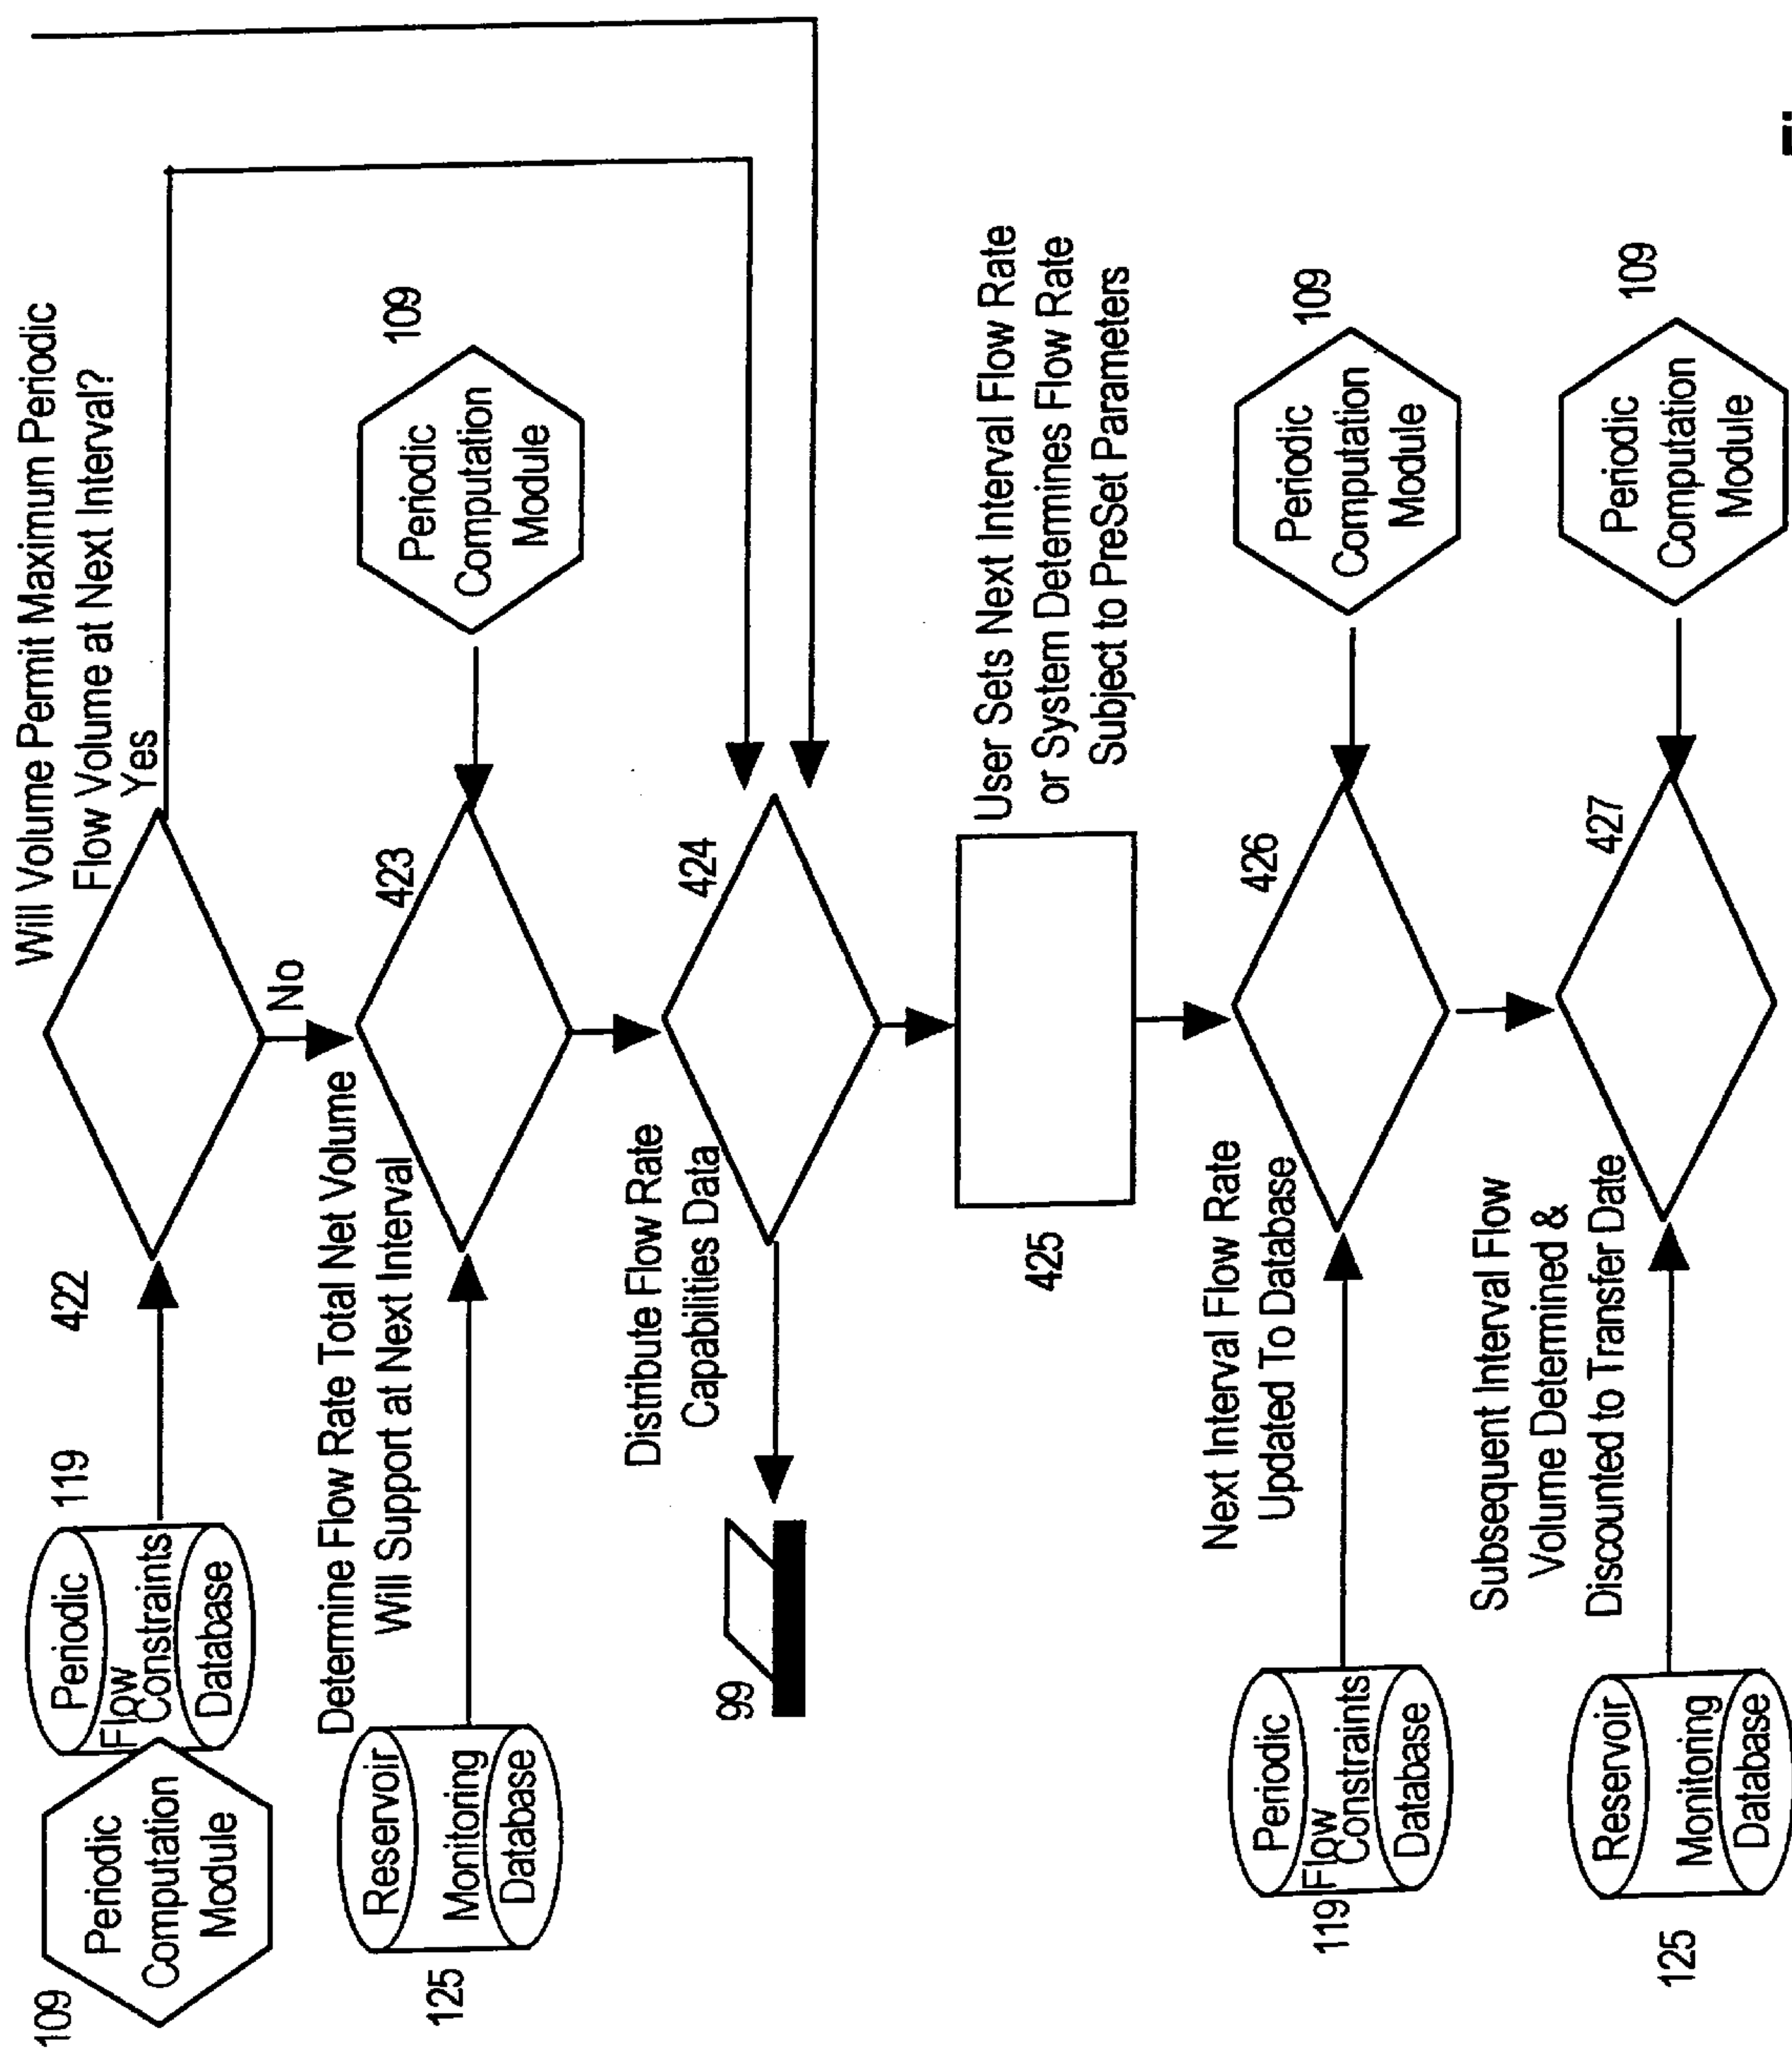 Will Volume Permit Maximum Periodic
Flow Volume at Next Interval?
Yes
422
119
Periodic
Flow
Constraints
Database
109
Periodic
Computation
Module
No
Determine Flow Rate Total Net Volume
Will Support at Next Interval
423
109
Periodic
Computation
Module
125
Reservoir
Monitoring
Database
Distribute Flow Rate
Capabilities Data
424
99
User Sets Next Interval Flow Rate
or System Determines Flow Rate
Subject to PreSet Parameters
425
Next Interval Flow Rate
Updated To Database
426
109
Periodic
Computation
Module
119
Periodic
Flow
Constraints
Database
Subsequent Interval Flow
Volume Determined &
Discounted to Transfer Date
427
109
Periodic
Computation
Module
125
Reservoir
Monitoring
Database